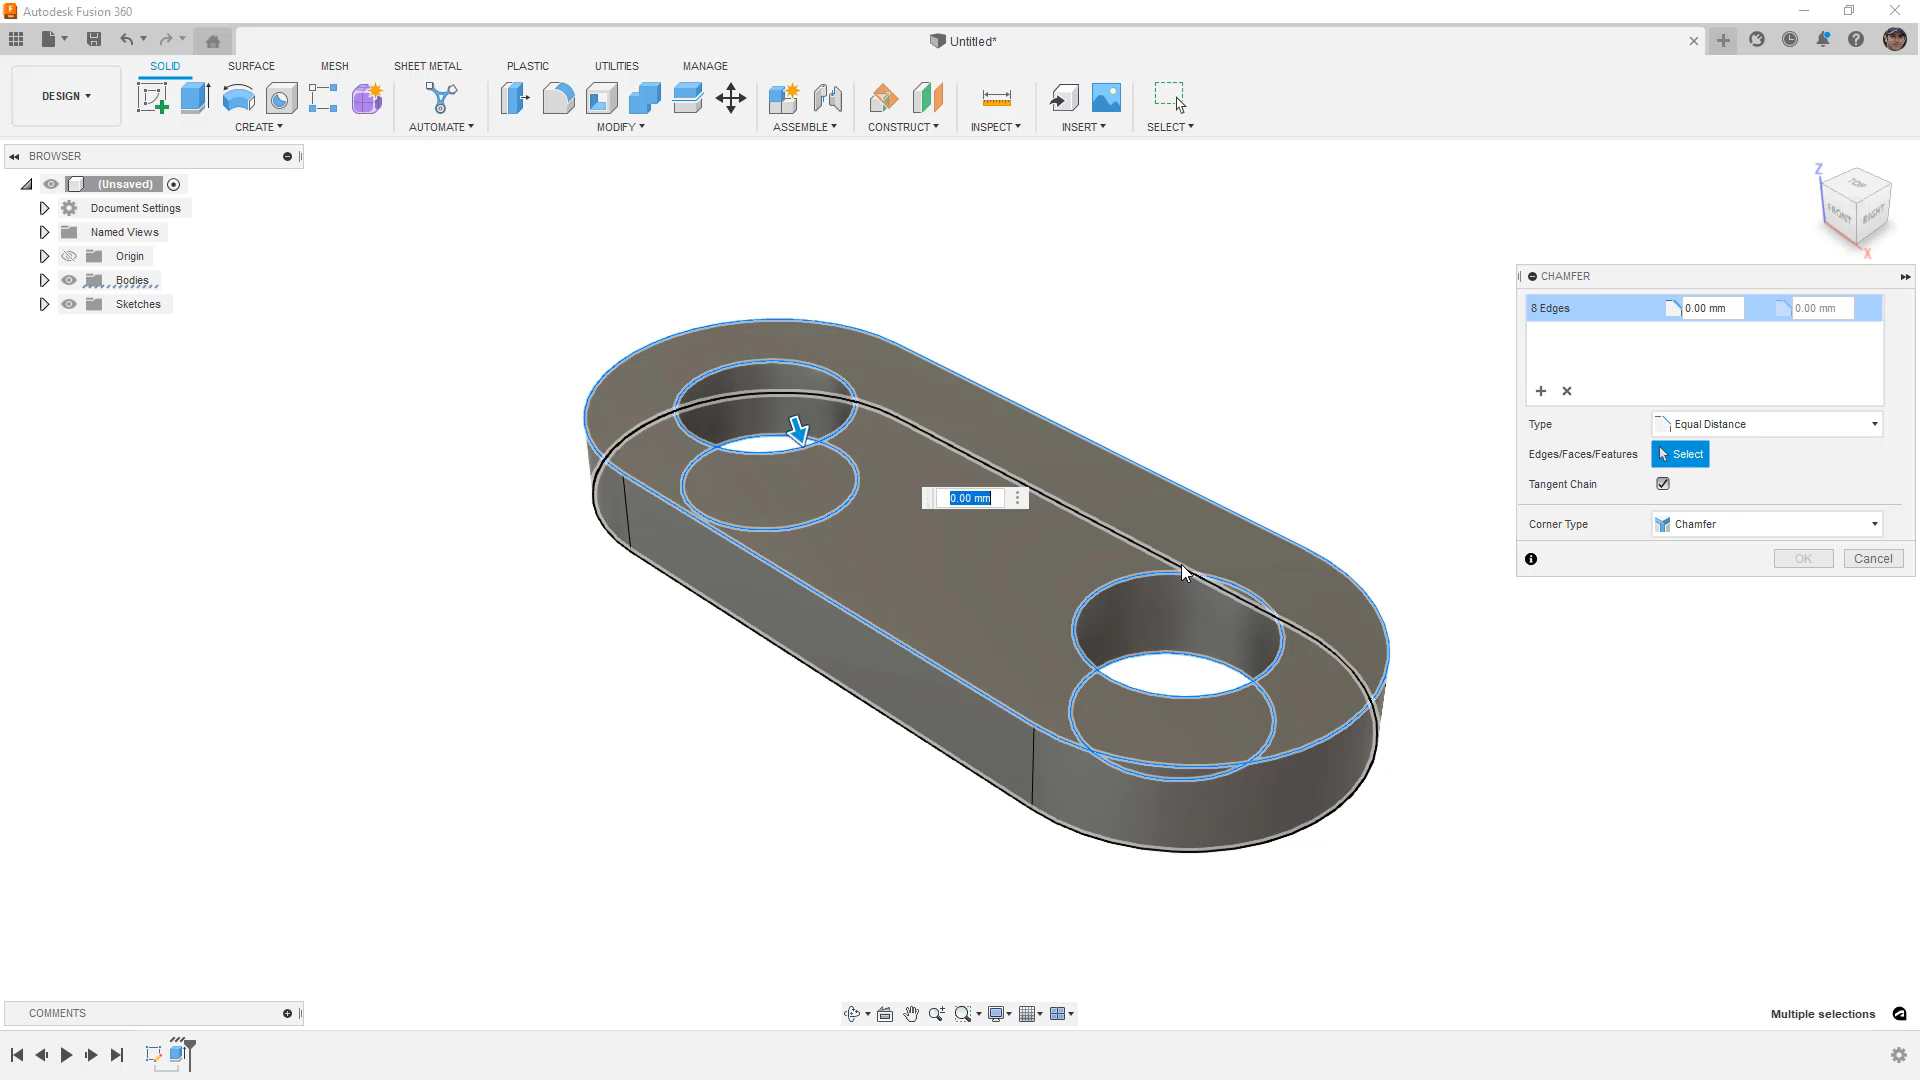 Autodesk Fusion 360
Untitled*
SOLID SURFACE MESH SHEET METAL PLASTIC UTILITIES MANAGE
DESIGN
CREATE AUTOMATE MODIFY ASSEMBLE CONSTRUCT INSPECT INSERT SELECT
BROWSER
(Unsaved)
Document Settings
Named Views
Origin
Bodies
Sketches
Z
TOP
FRONT
RIGHT
X
CHAMFER
8 Edges 0.00 mm 0.00 mm
Type Equal Distance
Edges/Faces/Features Select
Tangent Chain
Corner Type Chamfer
OK Cancel
0.00 mm
COMMENTS
Multiple selections